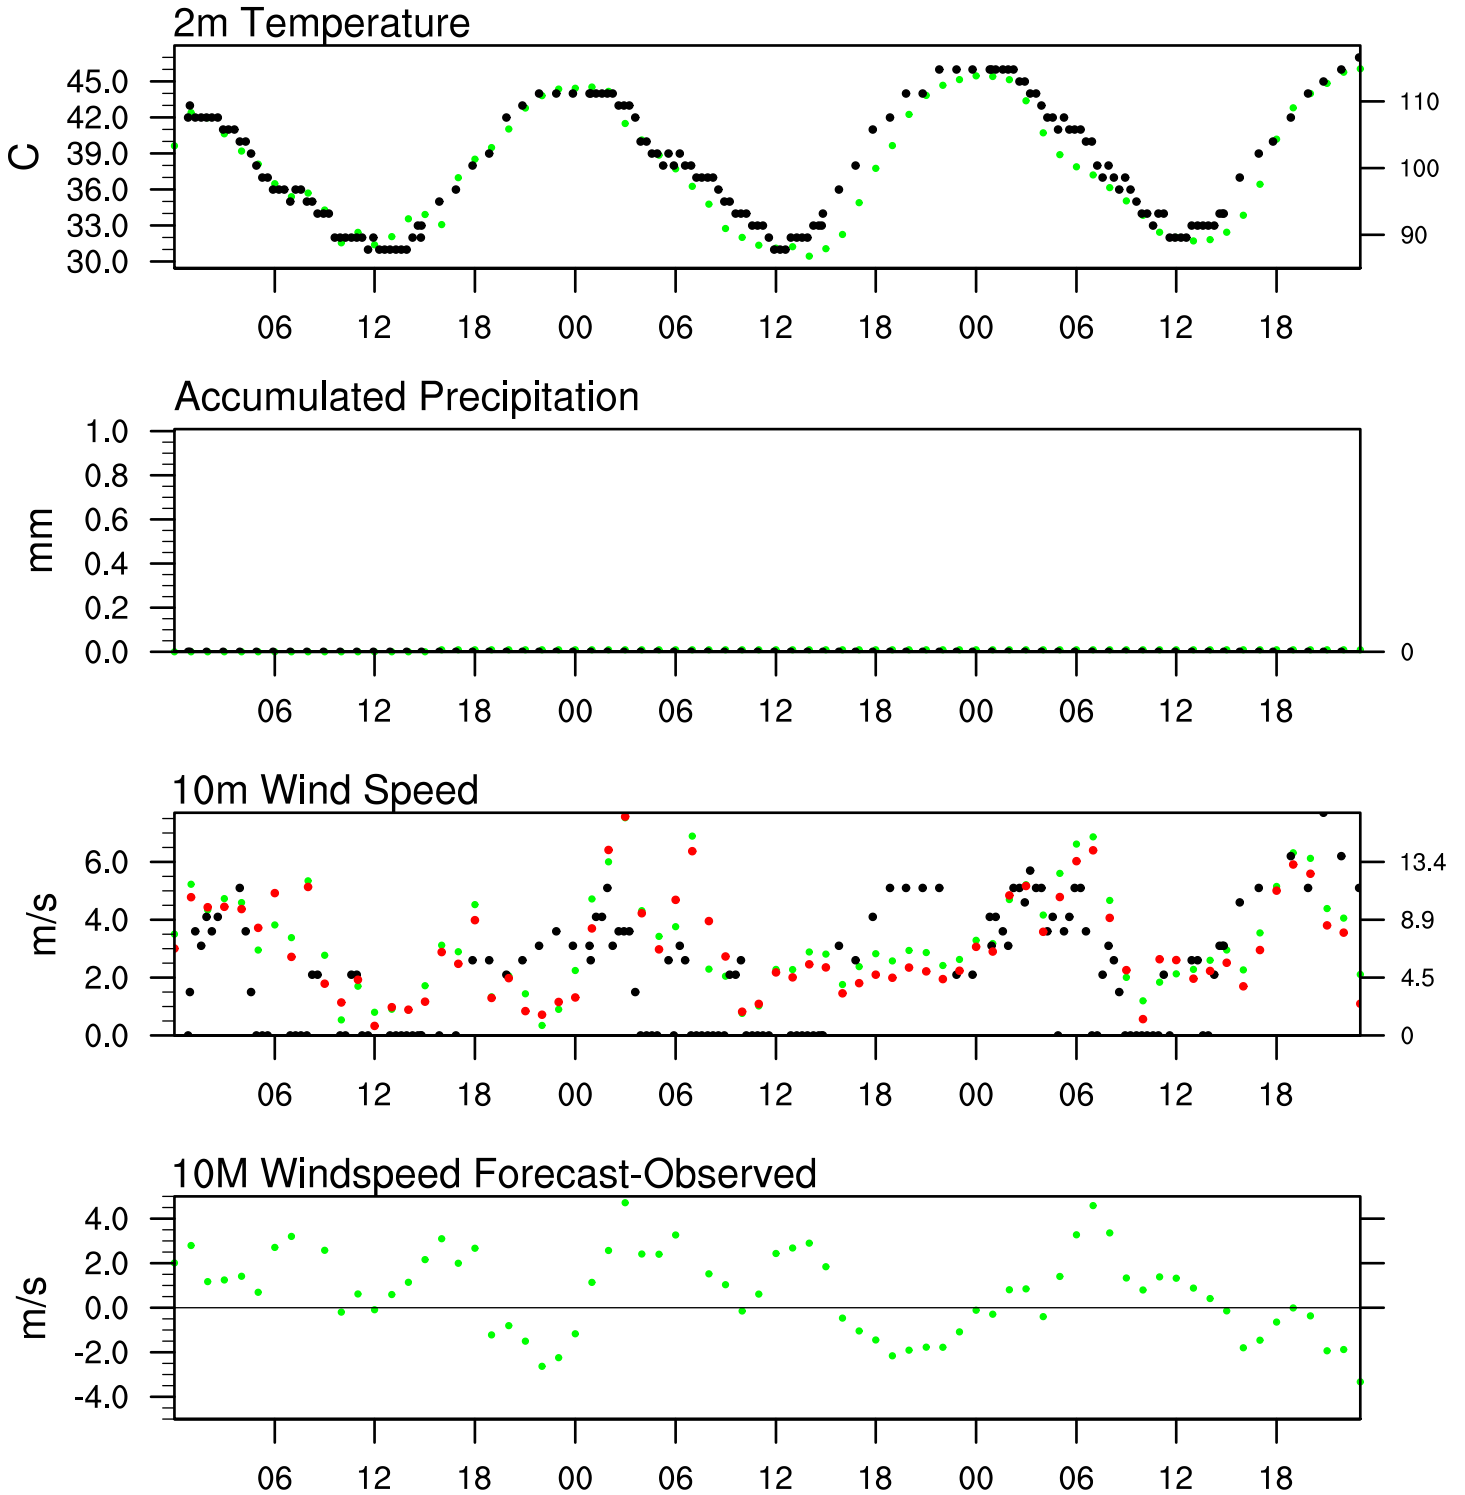 2m Temperature
45.0
42.0
39.0
36.0
33.0
30.0
C
110
100
90
06 12 18 00 06 12 18 00 06 12 18
Accumulated Precipitation
1.0
0.8
0.6
0.4
0.2
0.0
mm
0
06 12 18 00 06 12 18 00 06 12 18
10m Wind Speed
6.0
4.0
2.0
0.0
m/s
13.4
8.9
4.5
0
06 12 18 00 06 12 18 00 06 12 18
10M Windspeed Forecast-Observed
4.0
2.0
0.0
-2.0
-4.0
m/s
06 12 18 00 06 12 18 00 06 12 18